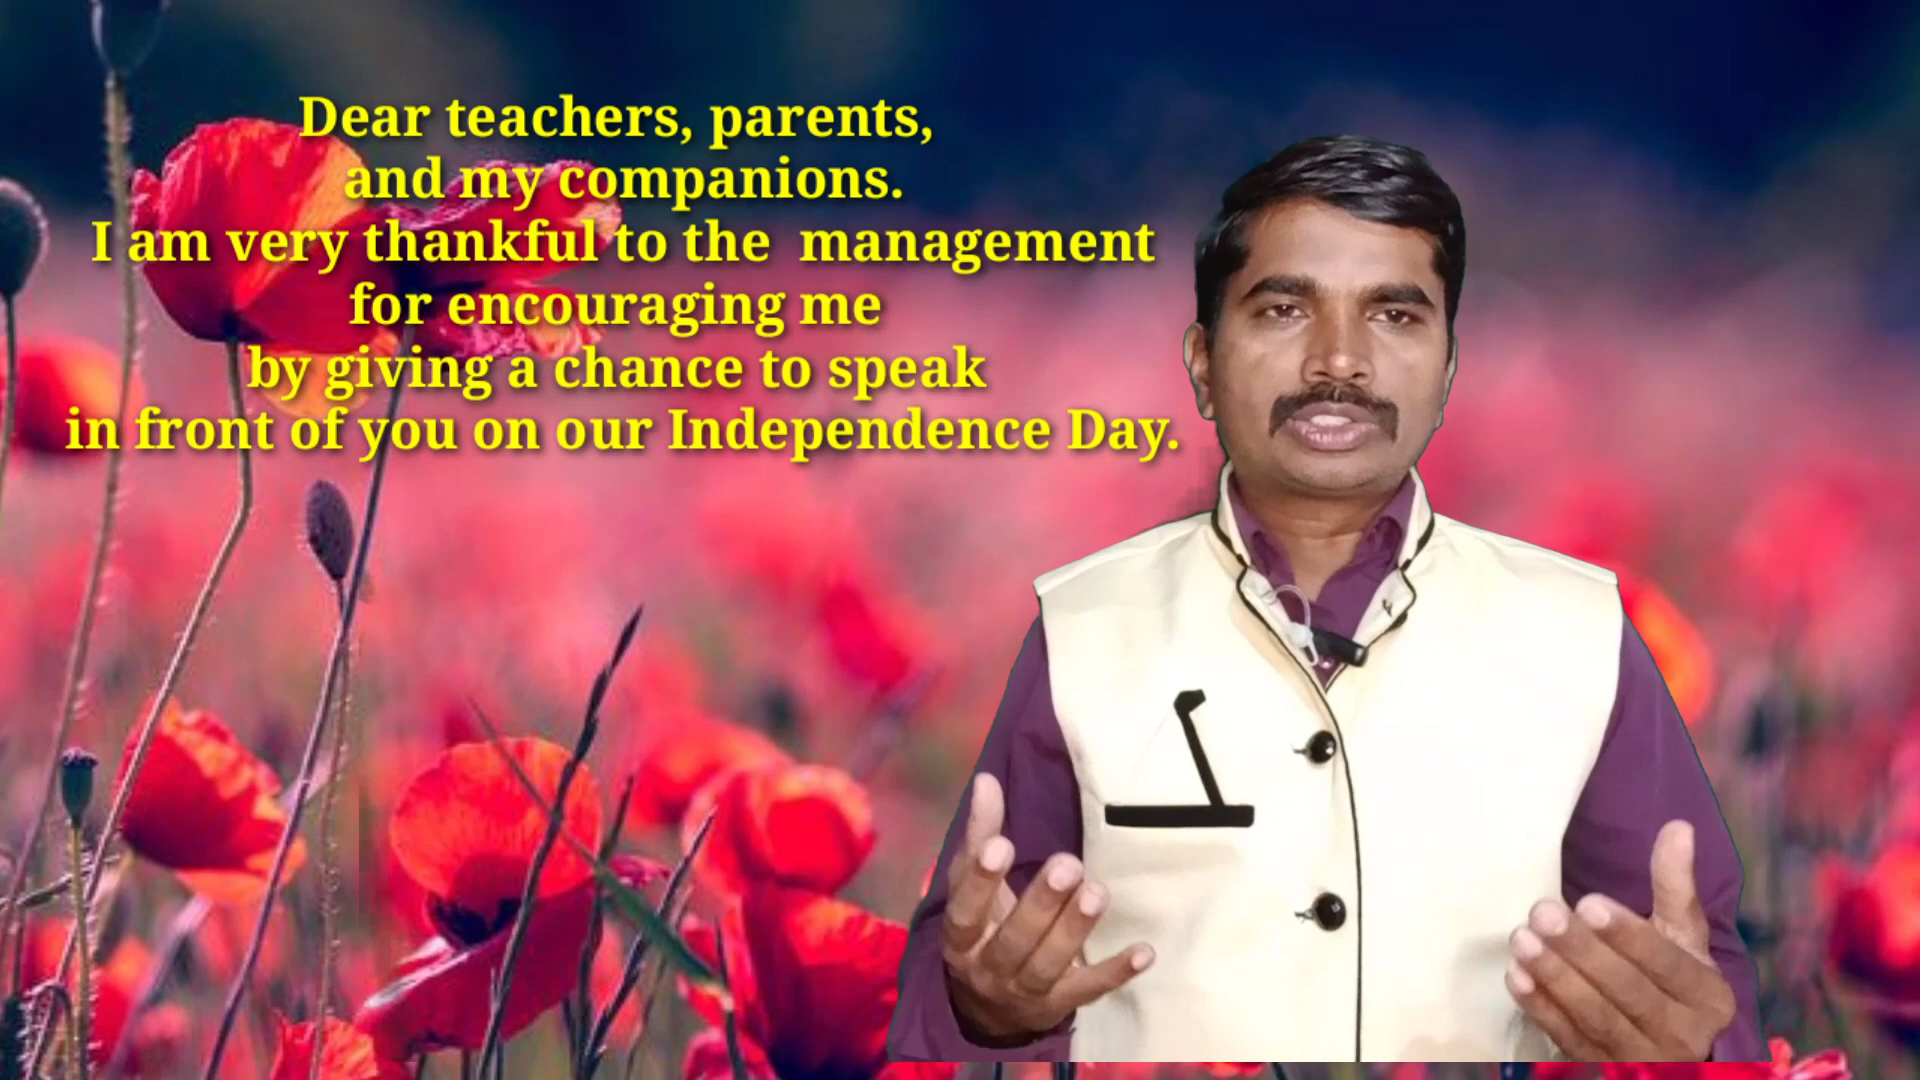 Dear teachers, parents,
and my companions.
I am very thankful to the management
for encouraging me
by giving a chance to speak
in front of you on our Independence Day.